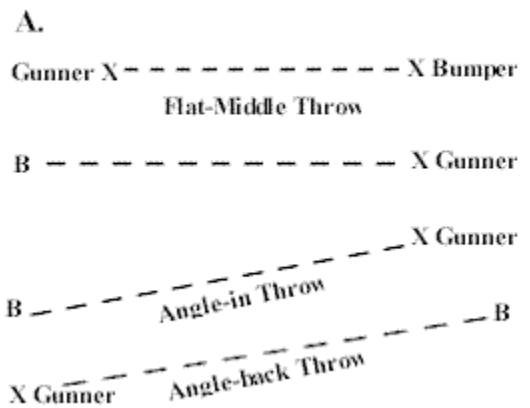 A.
Gunner X X Bumper
Flat-Middle Throw
B X Gunner
X Gunner
B Angle-in Throw
B
X Gunner Angle-back Throw